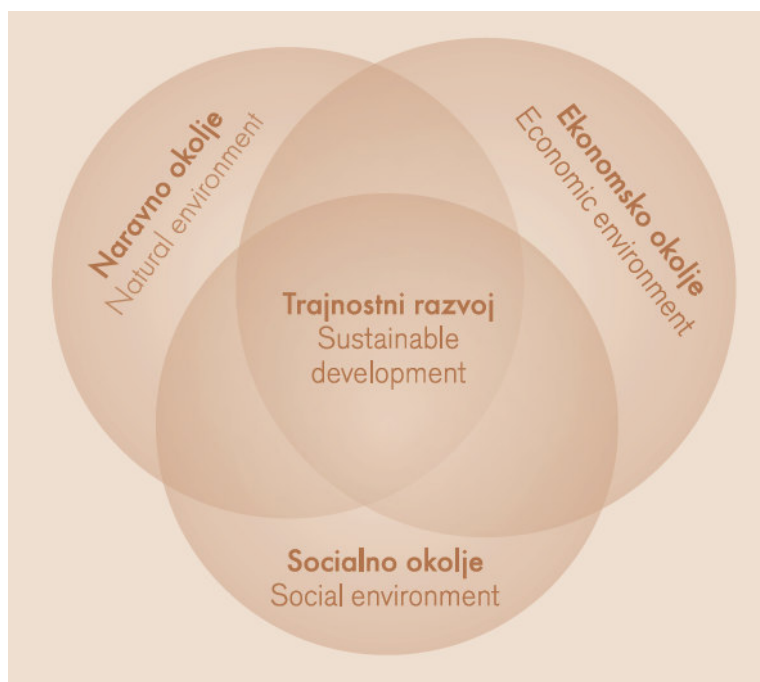 Naravno okolje
Natural environment
Ekonomsko okolje
Economic environment
Trajnostni razvoj
Sustainable
development
Socialno okolje
Social environment